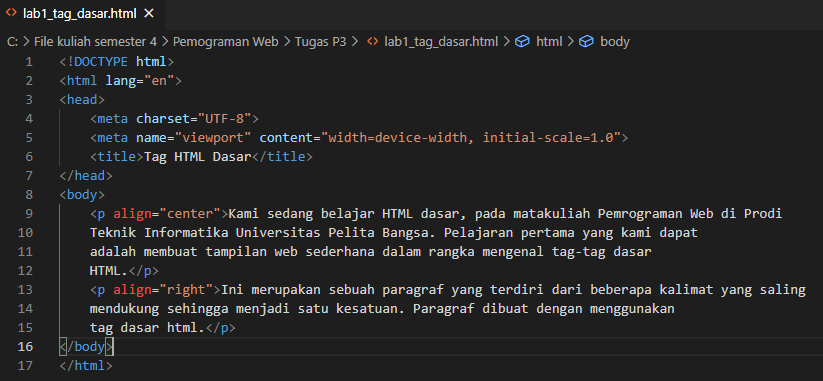 lab1_tag_dasar.html
C: > File kuliah semester 4 > Pemograman Web > Tugas P3 > lab1_tag_dasar.html > html > body
1 <!DOCTYPE html>
2 <html lang="en">
3 <head>
4 <meta charset="UTF-8">
5 <meta name="viewport" content="width=device-width, initial-scale=1.0">
6 <title>Tag HTML Dasar</title>
7 </head>
8 <body>
9 <p align="center">Kami sedang belajar HTML dasar, pada matakuliah Pemrograman Web di Prodi
10 Teknik Informatika Universitas Pelita Bangsa. Pelajaran pertama yang kami dapat
11 adalah membuat tampilan web sederhana dalam rangka mengenal tag-tag dasar
12 HTML.</p>
13 <p align="right">Ini merupakan sebuah paragraf yang terdiri dari beberapa kalimat yang saling
14 mendukung sehingga menjadi satu kesatuan. Paragraf dibuat dengan menggunakan
15 tag dasar html.</p>
16 </body>
17 </html>